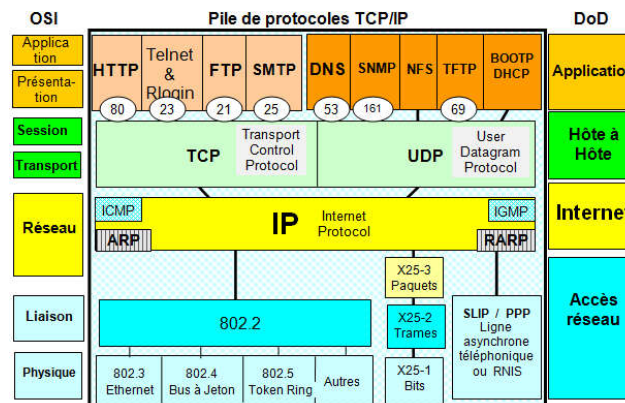 OSI
Pile de protocoles TCP/IP
DoD
Applica
tion
Présenta-
tion
HTTP
Telnet
&
Rlogin
FTP
SMTP
DNS
SNMP
NFS
TFTP
BOOTP
DHCP
Applicatio
80
23
21
25
53
161
69
Session
Transport
TCP
Transport
Control
Protocol
UDP
User
Datagram
Protocol
Hôte à
Hôte
Réseau
ICMP
ARP
IP
Internet
Protocol
IGMP
RARP
Internet
X25-3
Paquets
Liaison
802.2
X25-2
Trames
SLIP / PPP
Ligne
asynchrone
téléphonique
ou RNIS
Accès
réseau
Physique
802.3
Ethernet
802.4
Bus à Jeton
802.5
Token Ring
Autres
X25-1
Bits